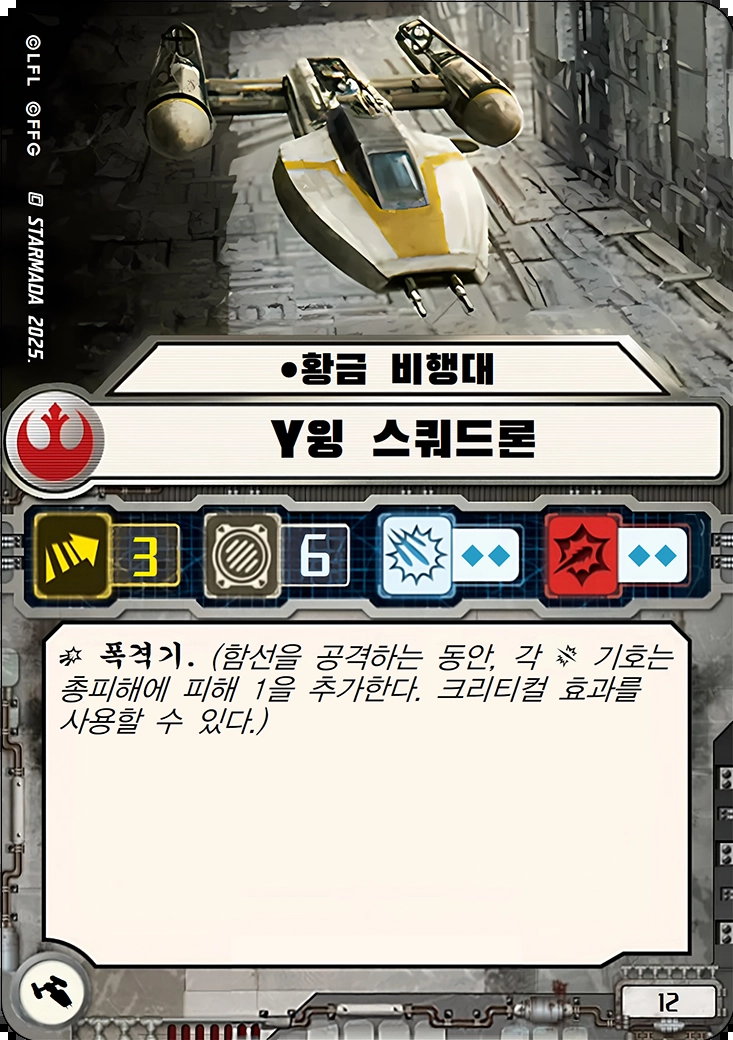 ©LFL ©FFG
STARMADA 2025.
•황금 비행대
Y윙 스쿼드론
3
6
폭격기. (함선을 공격하는 동안, 각 기호는
총피해에 피해 1을 추가한다. 크리티컬 효과를
사용할 수 있다.)
12